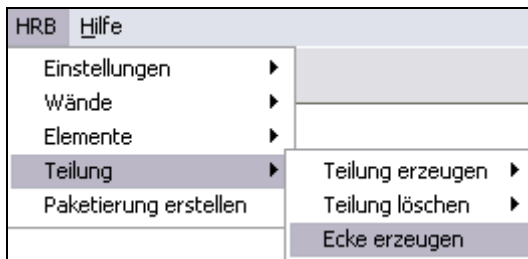 HRB Hilfe
Einstellungen
Wände
Elemente
Teilung
Paketierung erstellen
Teilung erzeugen
Teilung löschen
Ecke erzeugen